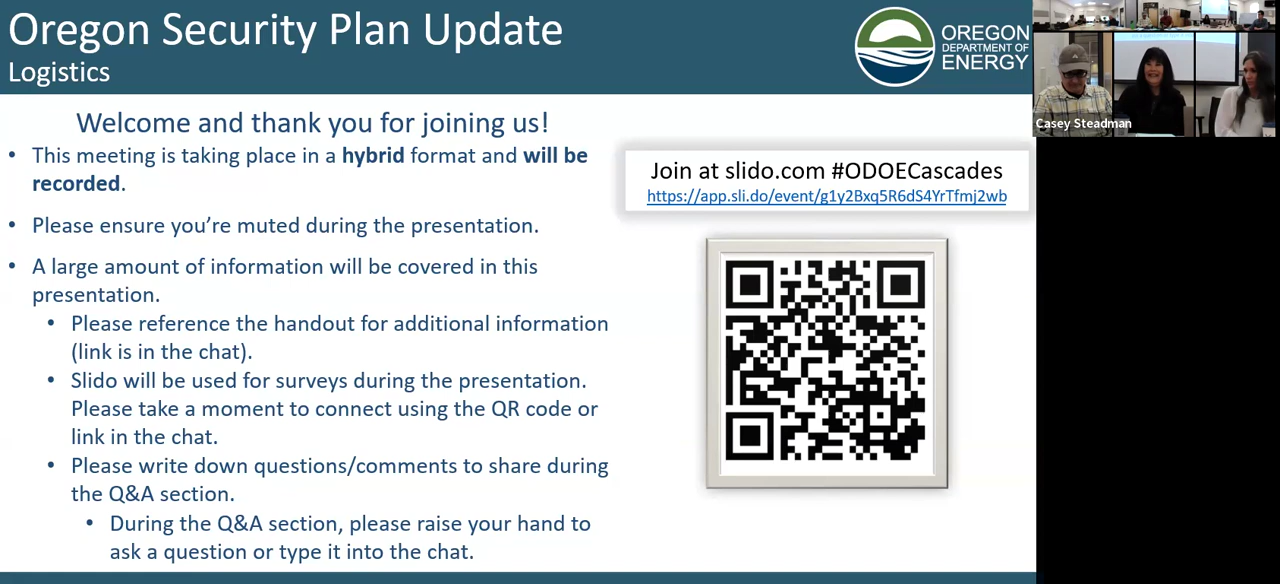 Oregon Security Plan Update
Logistics
OREGON
DEPARTMENT OF
ENERGY
Welcome and thank you for joining us!
• This meeting is taking place in a hybrid format and will be
recorded.
• Please ensure you’re muted during the presentation.
• A large amount of information will be covered in this
presentation.
• Please reference the handout for additional information
(link is in the chat).
• Slido will be used for surveys during the presentation.
Please take a moment to connect using the QR code or
link in the chat.
• Please write down questions/comments to share during
the Q&A section.
• During the Q&A section, please raise your hand to
ask a question or type it into the chat.
Join at slido.com #ODOECascades
https://app.sli.do/event/g1y2Bxq5R6dS4YrTfmj2wb
Casey Steadman